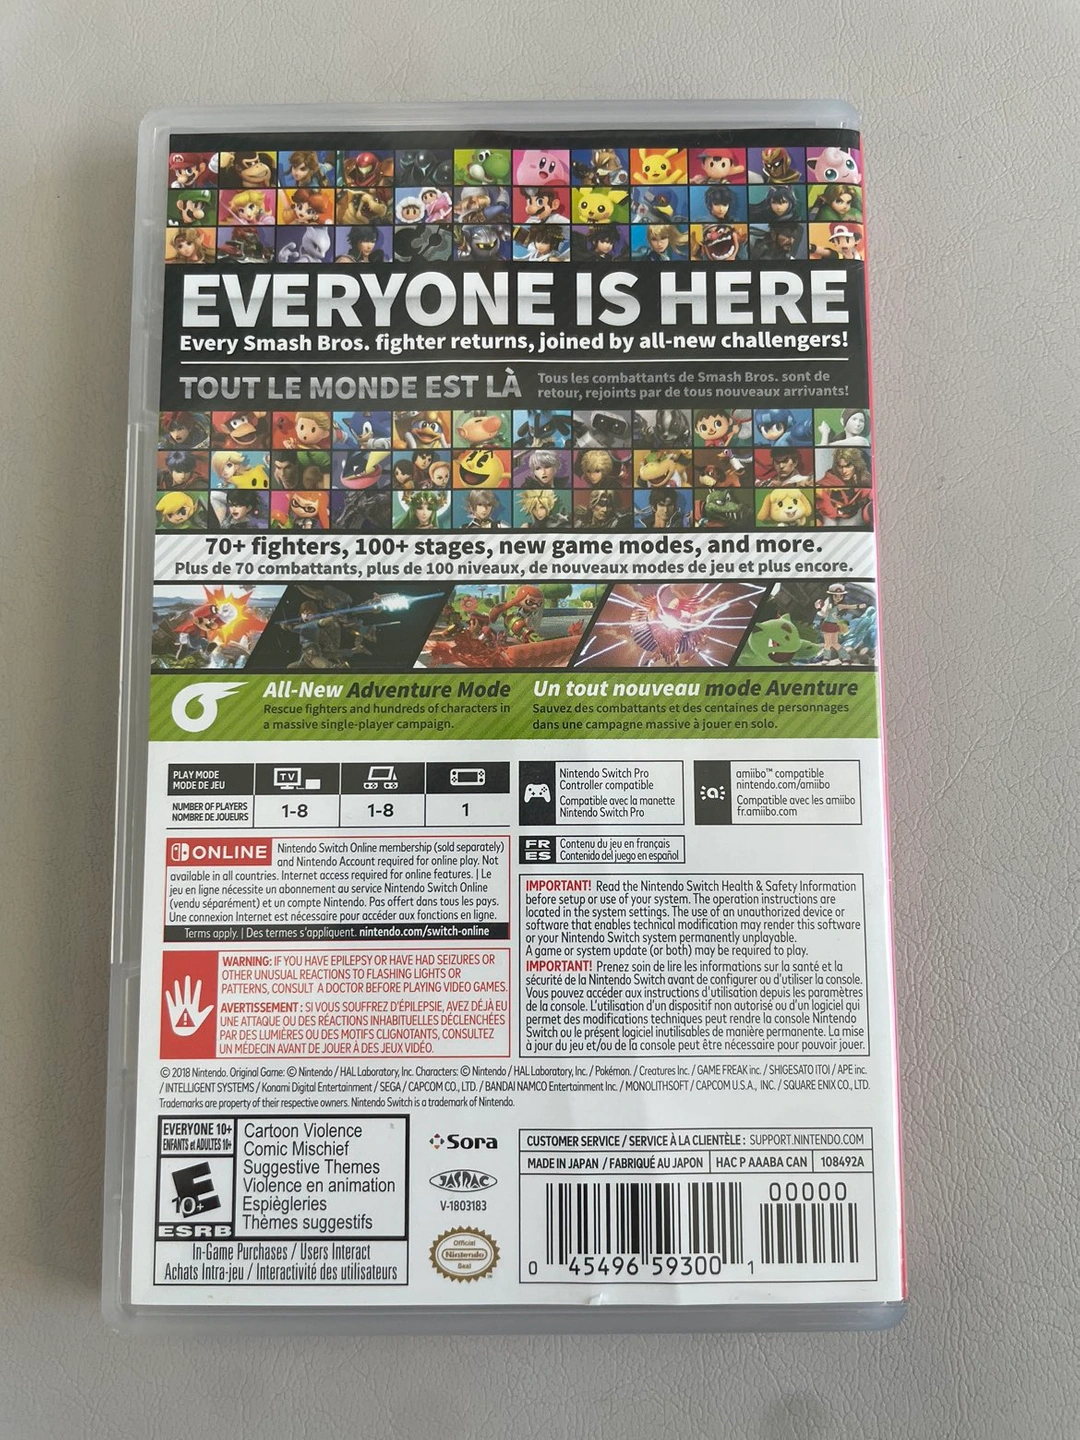 EVERYONE IS HERE
Every Smash Bros. fighter returns, joined by all-new challengers!
TOUT LE MONDE EST LÀ
Tous les combattants de Smash Bros. sont de
retour, rejoints par de tous nouveaux arrivants!
70+ fighters, 100+ stages, new game modes, and more.
Plus de 70 combattants, plus de 100 niveaux, de nouveaux modes de jeu et plus encore.
All-New Adventure Mode
Rescue fighters and hundreds of characters in
a massive single-player campaign.
Un tout nouveau mode Aventure
Sauvez des combattants et des centaines de personnages
dans une campagne massive à jouer en solo.
PLAY MODE
MODE DE JEU
TV
NUMBER OF PLAYERS
NOMBRE DE JOUEURS
1-8
1-8
1
Nintendo Switch Pro
Controller compatible
Compatible avec la manette
Nintendo Switch Pro
amiibo™ compatible
nintendo.com/amiibo
Compatible avec les amiibo
fr.amiibo.com
ONLINE
Nintendo Switch Online membership (sold separately)
and Nintendo Account required for online play. Not
available in all countries. Internet access required for online features. | Le
jeu en ligne nécessite un abonnement au service Nintendo Switch Online
(vendu séparément) et un compte Nintendo. Pas offert dans tous les pays.
Une connexion Internet est nécessaire pour accéder aux fonctions en ligne.
Terms apply. | Des termes s'appliquent. nintendo.com/switch-online
FR
ES
Contenu du jeu en français
Contenido del juego en español
WARNING: IF YOU HAVE EPILEPSY OR HAVE HAD SEIZURES OR
OTHER UNUSUAL REACTIONS TO FLASHING LIGHTS OR
PATTERNS, CONSULT A DOCTOR BEFORE PLAYING VIDEO GAMES.
AVERTISSEMENT : SI VOUS SOUFFREZ D'ÉPILEPSIE, AVEZ DÉJÀ EU
UNE ATTAQUE OU DES RÉACTIONS INHABITUELLES DÉCLENCHÉES
PAR DES LUMIÈRES OU DES MOTIFS CLIGNOTANTS, CONSULTEZ
UN MÉDECIN AVANT DE JOUER À DES JEUX VIDÉO.
IMPORTANT! Read the Nintendo Switch Health & Safety Information
before setup or use of your system. The operation instructions are
located in the system settings. The use of an unauthorized device or
software that enables technical modification may render this software
or your Nintendo Switch system permanently unplayable.
A game or system update (or both) may be required to play.
IMPORTANT! Prenez soin de lire les informations sur la santé et la
sécurité de la Nintendo Switch avant de configurer ou d'utiliser la console.
Vous pouvez accéder aux instructions d'utilisation depuis les paramètres
de la console. L'utilisation d'un dispositif non autorisé ou d'un logiciel qui
permet des modifications techniques peut rendre la console Nintendo
Switch ou le présent logiciel inutilisables de manière permanente. La mise
à jour du jeu et/ou de la console peut être nécessaire pour pouvoir jouer.
© 2018 Nintendo. Original Game: © Nintendo / HAL Laboratory, Inc. Characters: © Nintendo / HAL Laboratory, Inc. / Pokémon. / Creatures Inc. / GAME FREAK inc. / SHIGESATO ITOI / APE inc.
/ INTELLIGENT SYSTEMS / Konami Digital Entertainment / SEGA / CAPCOM CO., LTD. / BANDAI NAMCO Entertainment Inc. / MONOLITHSOFT / CAPCOM U.S.A., INC. / SQUARE ENIX CO., LTD.
Trademarks are property of their respective owners. Nintendo Switch is a trademark of Nintendo.
EVERYONE 10+
ENFANTS et ADULTES 10+
E
10+
ESRB
Cartoon Violence
Comic Mischief
Suggestive Themes
Violence en animation
Espiègleries
Thèmes suggestifs
In-Game Purchases / Users Interact
Achats Intra-jeu / Interactivité des utilisateurs
Sora
JASRAC
V-1803183
Official
Nintendo
Seal
CUSTOMER SERVICE / SERVICE À LA CLIENTÈLE : SUPPORT.NINTENDO.COM
MADE IN JAPAN / FABRIQUÉ AU JAPON
HAC P AAABA CAN
108492A
00000
0 45496 59300 1